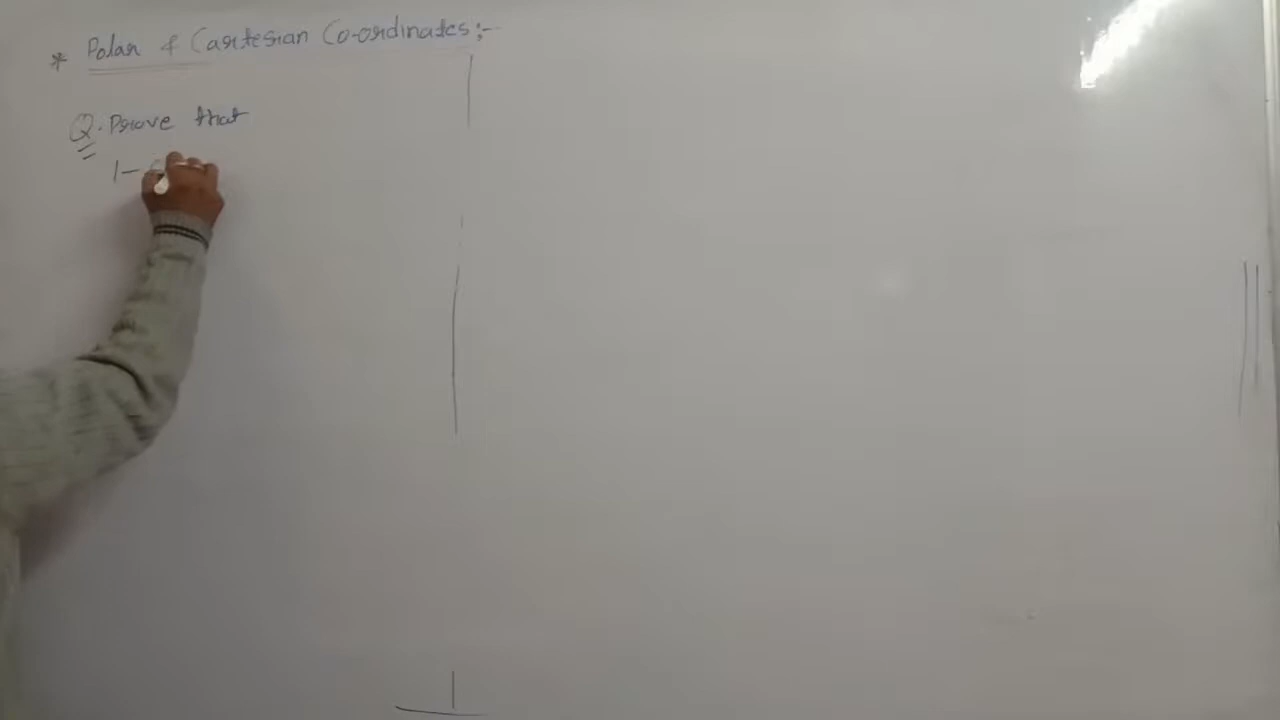 * Polar & Cartesian Co-ordinates:-
Q. Prove that
1-